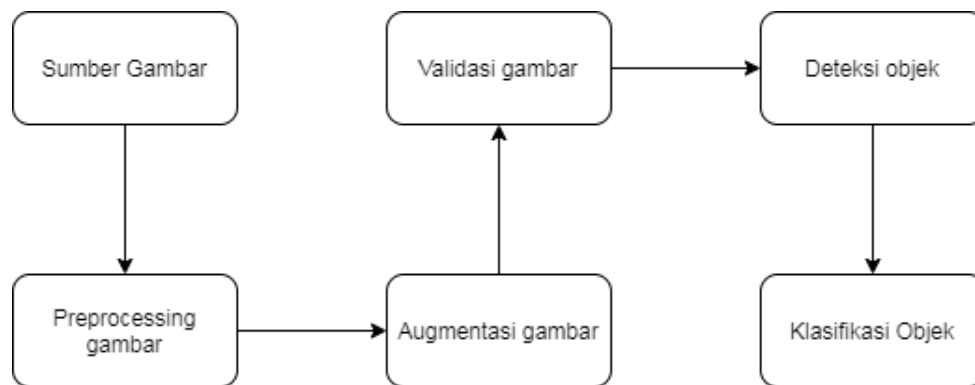 Sumber Gambar
Validasi gambar
Deteksi objek
Preprocessing
gambar
Augmentasi gambar
Klasifikasi Objek